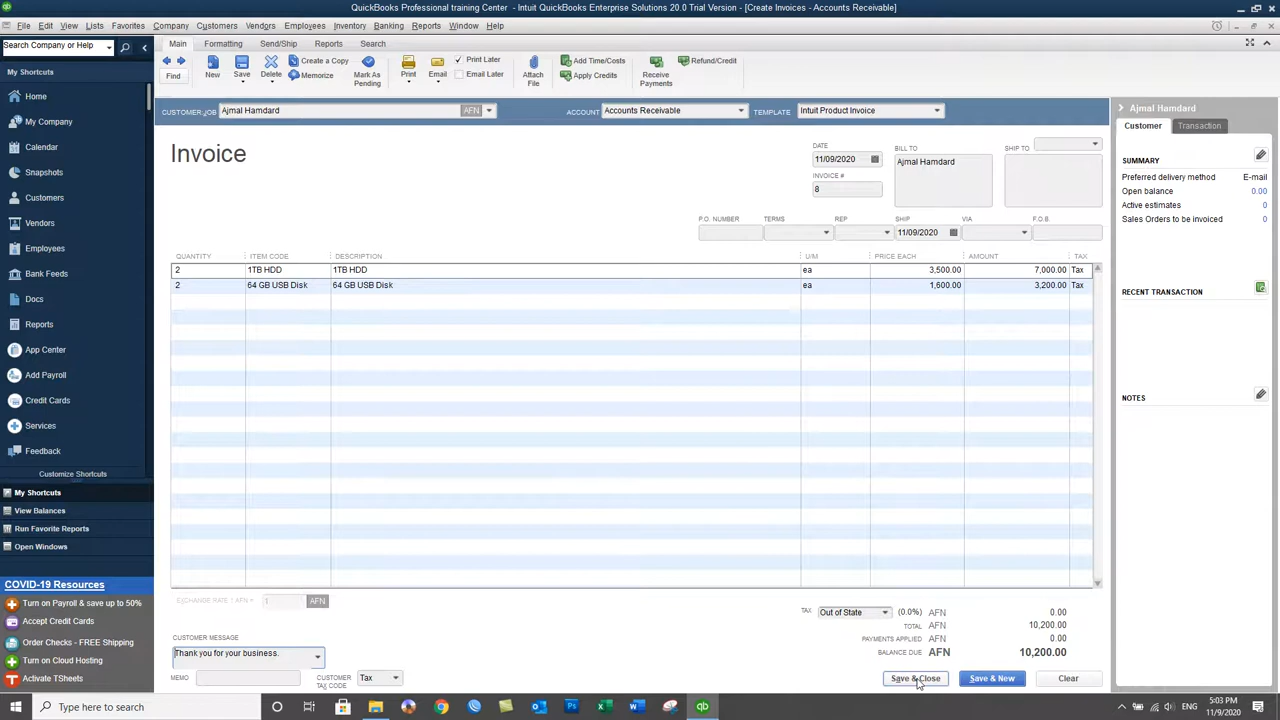 QuickBooks Professional training Center - Intuit QuickBooks Enterprise Solutions 20.0 Trial Version - [Create Invoices - Accounts Receivable]
File Edit View Lists Favorites Company Customers Vendors Employees Inventory Banking Reports Window Help
Search Company or Help
Main Formatting Send/Ship Reports Search
Find New Save Delete Create a Copy Memorize Mark As Pending Print Email Print Later Email Later Attach File Add Time/Costs Apply Credits Receive Payments Refund/Credit
My Shortcuts
Home
My Company
Calendar
Snapshots
Customers
Vendors
Employees
Bank Feeds
Docs
Reports
App Center
Add Payroll
Credit Cards
Services
Feedback
Customize Shortcuts
My Shortcuts
View Balances
Run Favorite Reports
Open Windows
COVID-19 Resources
Turn on Payroll & save up to 50%
Accept Credit Cards
Order Checks - FREE Shipping
Turn on Cloud Hosting
Activate TSheets
CUSTOMER:JOB Ajmal Hamdard AFN ACCOUNT Accounts Receivable TEMPLATE Intuit Product Invoice
Invoice
DATE
11/09/2020
INVOICE #
8
BILL TO
Ajmal Hamdard
SHIP TO
P.O. NUMBER TERMS REP SHIP VIA F.O.B
11/09/2020
QUANTITY ITEM CODE DESCRIPTION U/M PRICE EACH AMOUNT TAX
2 1TB HDD 1TB HDD ea 3,500.00 7,000.00 Tax
2 64 GB USB Disk 64 GB USB Disk ea 1,600.00 3,200.00 Tax
EXCHANGE RATE 1 AFN = 1 AFN
TAX Out of State (0.0%) AFN 0.00
TOTAL AFN 10,200.00
PAYMENTS APPLIED AFN 0.00
BALANCE DUE AFN 10,200.00
CUSTOMER MESSAGE
Thank you for your business.
MEMO
CUSTOMER TAX CODE Tax
Save & Close Save & New Clear
Ajmal Hamdard
Customer Transaction
SUMMARY
Preferred delivery method E-mail
Open balance 0.00
Active estimates 0
Sales Orders to be invoiced 0
RECENT TRANSACTION
NOTES
Type here to search
ENG
5:03 PM
11/9/2020